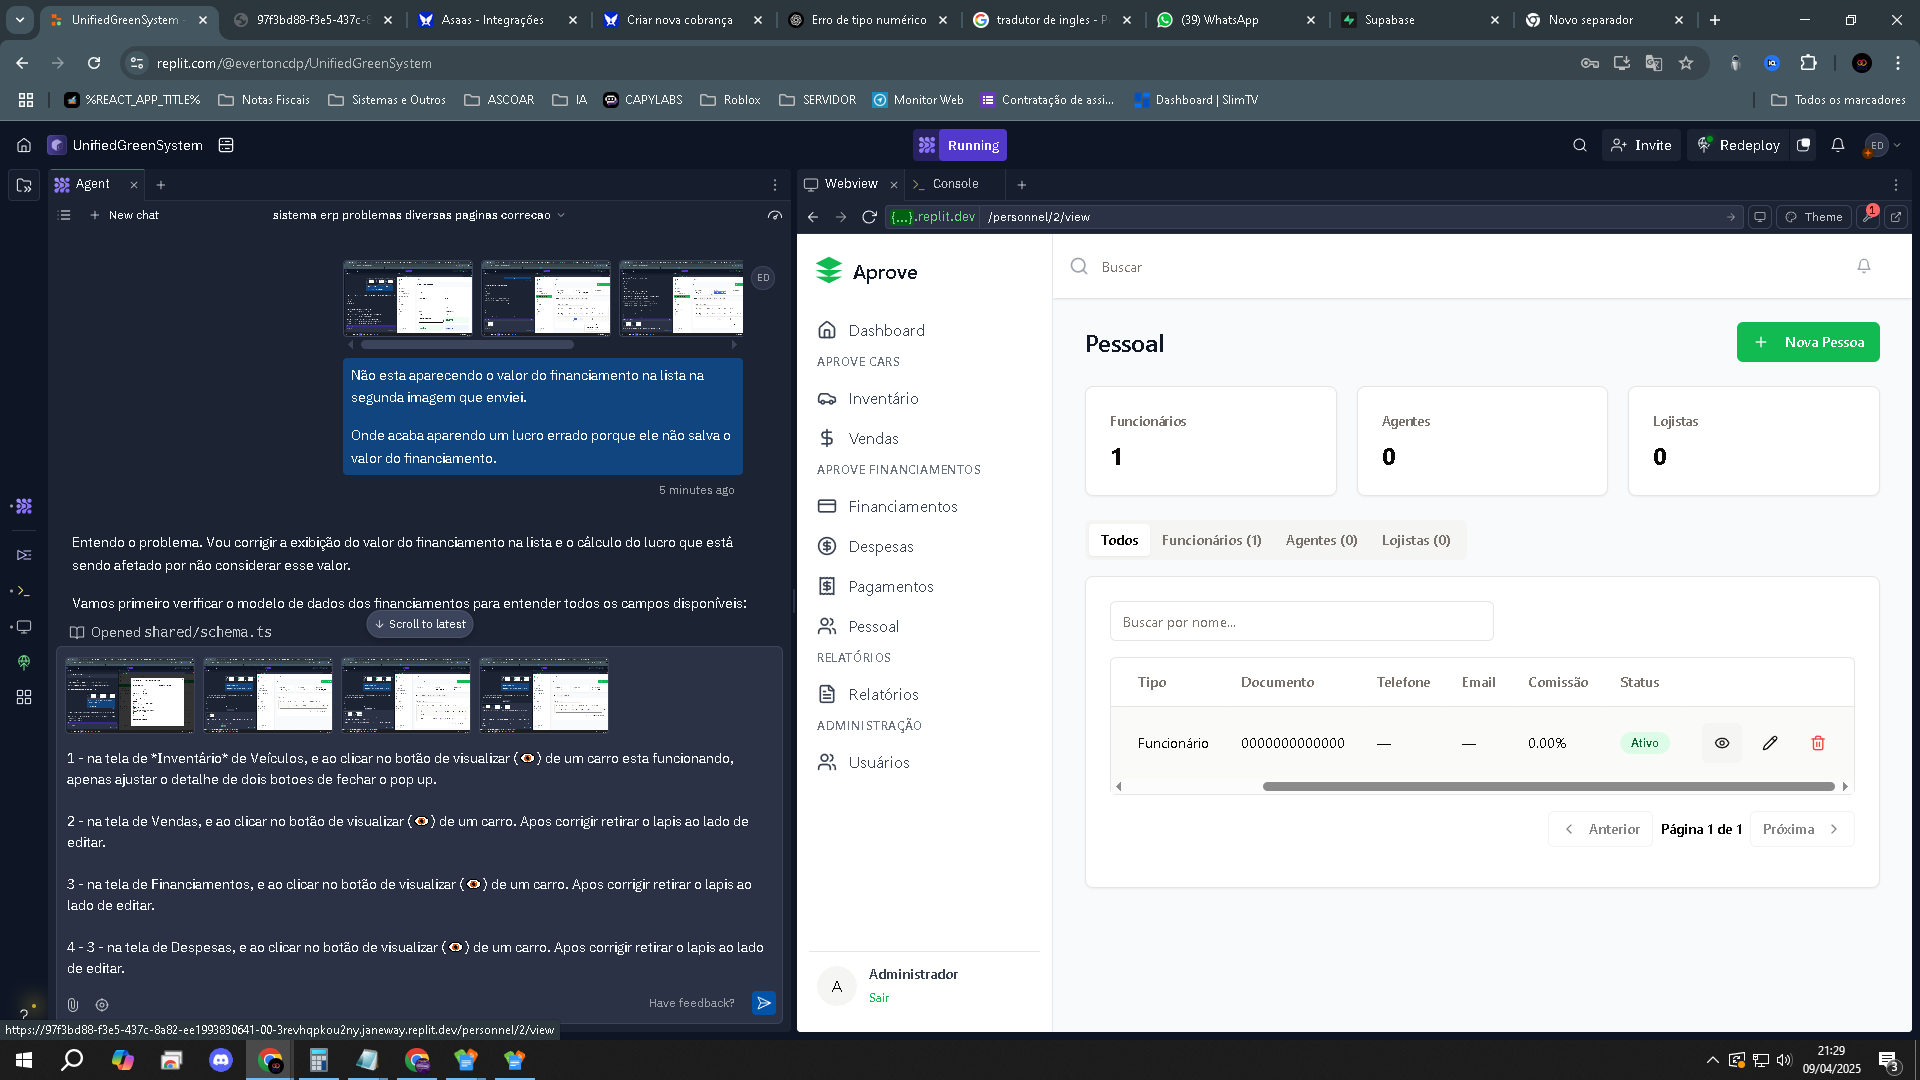 UnifiedGreenSystem -
97f3bd88-f3e5-437c-8
Asaas - Integrações
Criar nova cobrança
Erro de tipo numérico
tradutor de ingles - P
(39) WhatsApp
Supabase
Novo separador
replit.com/@evertoncdp/UnifiedGreenSystem
%REACT_APP_TITLE%
Notas Fiscais
Sistemas e Outros
ASCOAR
IA
CAPYLABS
Roblox
SERVIDOR
Monitor Web
Contratação de assi...
Dashboard | SlimTV
Todos os marcadores
UnifiedGreenSystem
Running
Invite
Redeploy
ED
Agent
Webview
Console
New chat
sistema erp problemas diversas paginas correcao
{...}.replit.dev
/personnel/2/view
Theme
1
ED
Não esta aparecendo o valor do financiamento na lista na
segunda imagem que enviei.
Onde acaba aparendo um lucro errado porque ele não salva o
valor do financiamento.
5 minutes ago
Entendo o problema. Vou corrigir a exibição do valor do financiamento na lista e o cálculo do lucro que está
sendo afetado por não considerar esse valor.
Vamos primeiro verificar o modelo de dados dos financiamentos para entender todos os campos disponíveis:
Scroll to latest
Opened shared/schema.ts
1 - na tela de *Inventário* de Veículos, e ao clicar no botão de visualizar (👁) de um carro esta funcionando,
apenas ajustar o detalhe de dois botoes de fechar o pop up.
2 - na tela de Vendas, e ao clicar no botão de visualizar (👁) de um carro. Apos corrigir retirar o lapis ao lado de
editar.
3 - na tela de Financiamentos, e ao clicar no botão de visualizar (👁) de um carro. Apos corrigir retirar o lapis ao
lado de editar.
4 - 3 - na tela de Despesas, e ao clicar no botão de visualizar (👁) de um carro. Apos corrigir retirar o lapis ao lado
de editar.
Have feedback?
https://97f3bd88-f3e5-437c-8a82-ee1993830641-00-3revhqpkou2ny.janeway.replit.dev/personnel/2/view
Aprove
Dashboard
APROVE CARS
Inventário
Vendas
APROVE FINANCIAMENTOS
Financiamentos
Despesas
Pagamentos
Pessoal
RELATÓRIOS
Relatórios
ADMINISTRAÇÃO
Usuários
A
Administrador
Sair
Buscar
Pessoal
Nova Pessoa
Funcionários
1
Agentes
0
Lojistas
0
Todos
Funcionários (1)
Agentes (0)
Lojistas (0)
Buscar por nome...
Tipo
Documento
Telefone
Email
Comissão
Status
Funcionário
0000000000000
—
—
0.00%
Ativo
Anterior
Página 1 de 1
Próxima
21:29
09/04/2025
3